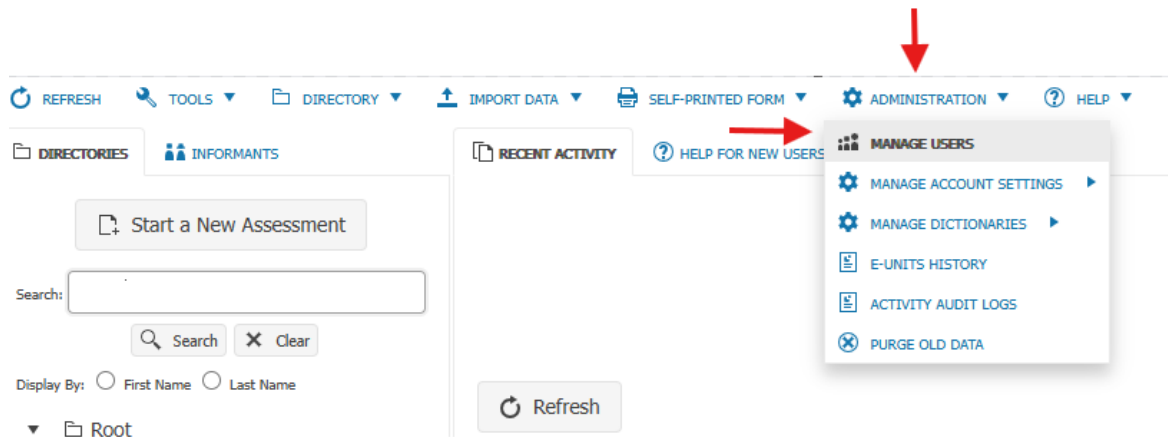 REFRESH TOOLS DIRECTORY IMPORT DATA SELF-PRINTED FORM ADMINISTRATION HELP
DIRECTORIES INFORMANTS
RECENT ACTIVITY HELP FOR NEW USERS
MANAGE USERS
MANAGE ACCOUNT SETTINGS
MANAGE DICTIONARIES
E-UNITS HISTORY
ACTIVITY AUDIT LOGS
PURGE OLD DATA
Start a New Assessment
Search:
Search Clear
Display By: First Name Last Name
Root
Refresh